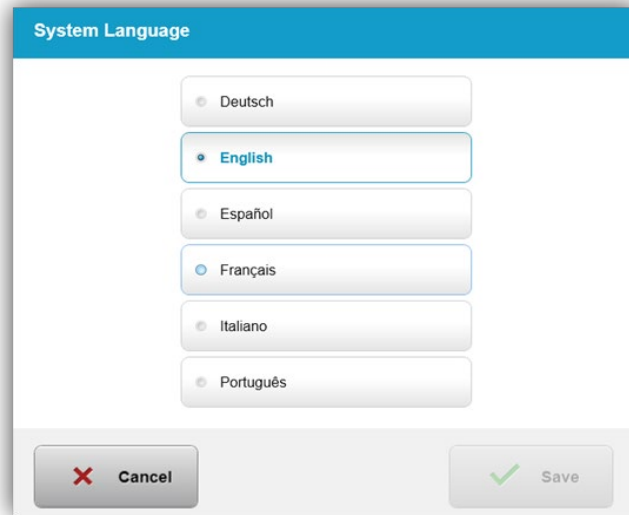 System Language
Deutsch
English
Español
Français
Italiano
Português
Cancel
Save